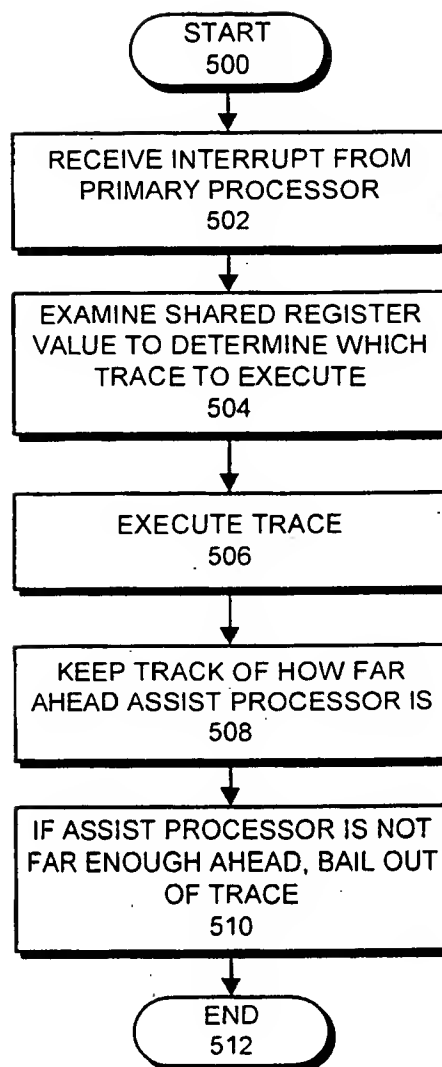 START
500
RECEIVE INTERRUPT FROM
PRIMARY PROCESSOR
502
EXAMINE SHARED REGISTER
VALUE TO DETERMINE WHICH
TRACE TO EXECUTE
504
EXECUTE TRACE
506
KEEP TRACK OF HOW FAR
AHEAD ASSIST PROCESSOR IS
508
IF ASSIST PROCESSOR IS NOT
FAR ENOUGH AHEAD, BAIL OUT
OF TRACE
510
END
512